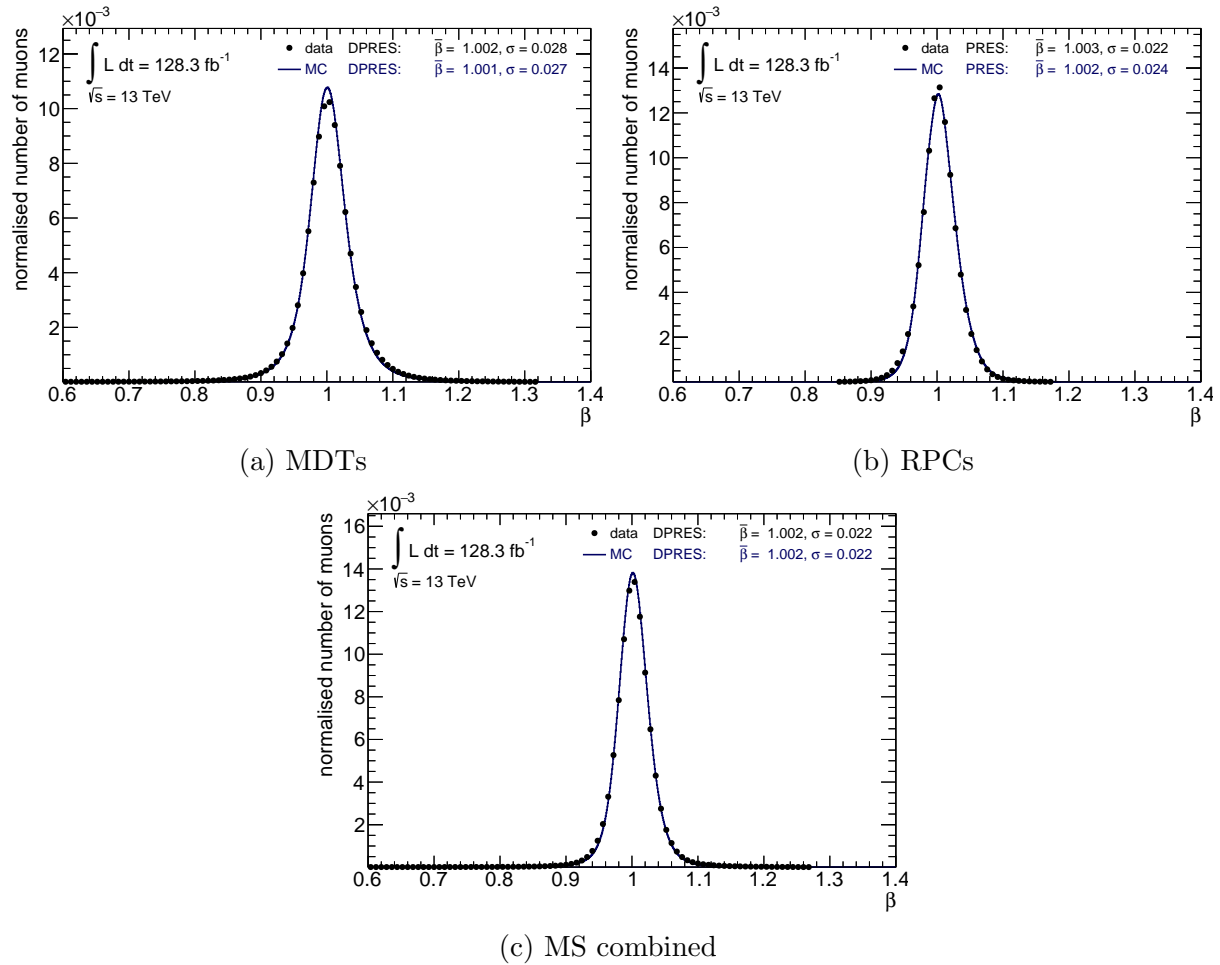 ×10⁻³
normalised number of muons
∫ L dt = 128.3 fb⁻¹
√s = 13 TeV
data DPRES: β̅ = 1.002, σ = 0.028
MC DPRES: β̅ = 1.001, σ = 0.027
12
10
8
6
4
2
0.6 0.7 0.8 0.9 1 1.1 1.2 1.3 1.4
β
(a) MDTs
×10⁻³
normalised number of muons
∫ L dt = 128.3 fb⁻¹
√s = 13 TeV
data PRES: β̅ = 1.003, σ = 0.022
MC PRES: β̅ = 1.002, σ = 0.024
14
12
10
8
6
4
2
0.6 0.7 0.8 0.9 1 1.1 1.2 1.3 1.4
β
(b) RPCs
×10⁻³
normalised number of muons
∫ L dt = 128.3 fb⁻¹
√s = 13 TeV
data DPRES: β̅ = 1.002, σ = 0.022
MC DPRES: β̅ = 1.002, σ = 0.022
16
14
12
10
8
6
4
2
0.6 0.7 0.8 0.9 1 1.1 1.2 1.3 1.4
β
(c) MS combined